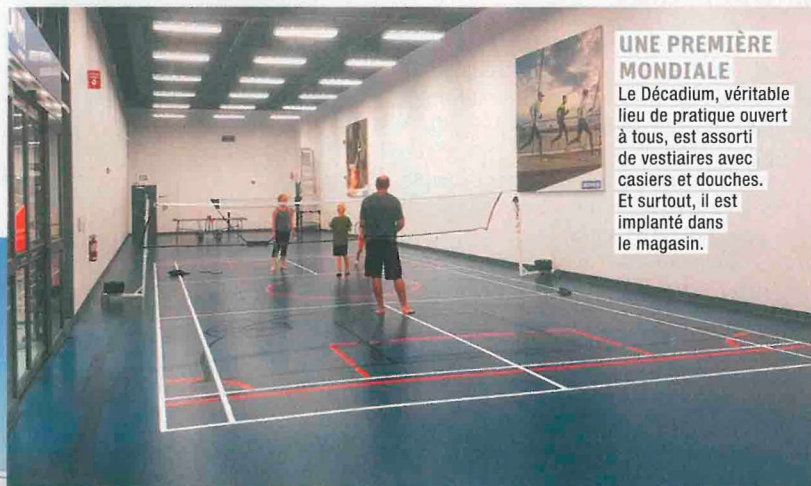 UNE PREMIÈRE
MONDIALE
Le Décadium, véritable
lieu de pratique ouvert
à tous, est assorti
de vestiaires avec
casiers et douches.
Et surtout, il est
implanté dans
le magasin.